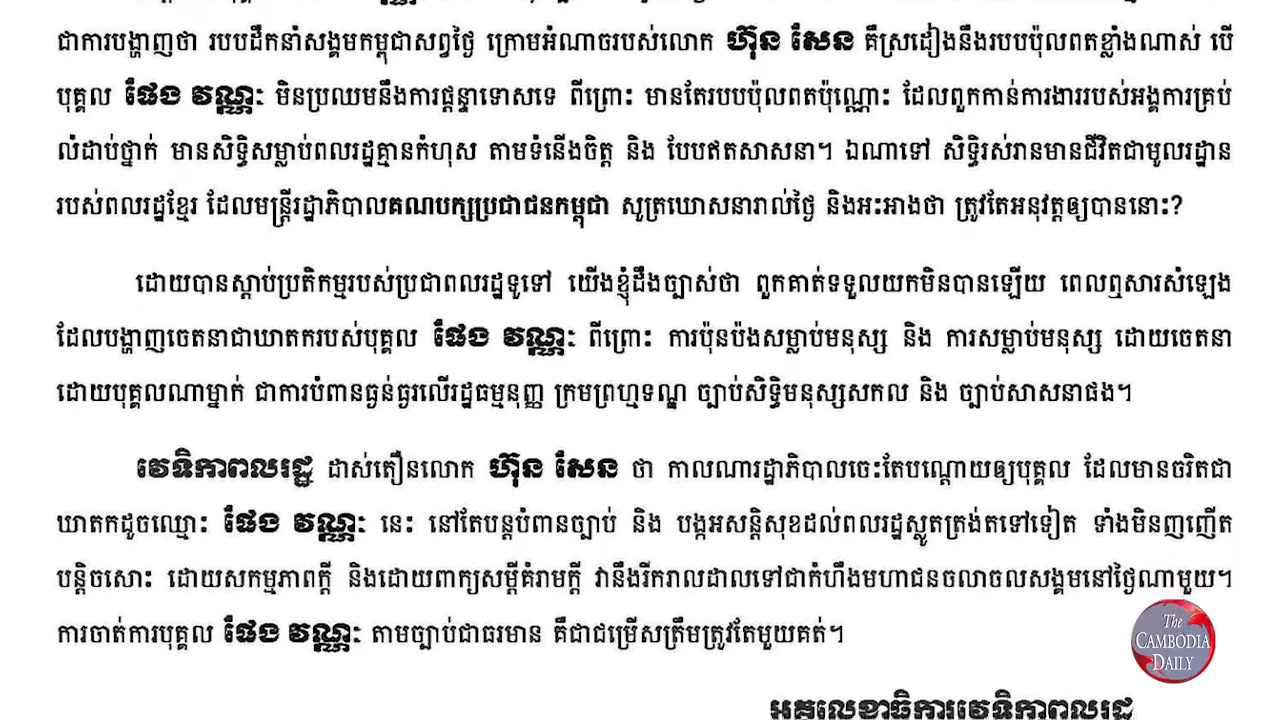 ជាការបង្ហាញថា របបដឹកនាំសង្គមកម្ពុជាសព្វថ្ងៃ ក្រោមអំណាចរបស់លោក ហ៊ុន សែន គឺស្រដៀងនឹងរបបប៉ុលពតខ្លាំងណាស់ បើ
បុគ្គល ផែង វណ្ណៈ មិនប្រឈមនឹងការផ្តន្ទាទោសទេ ពីព្រោះ មានតែរបបប៉ុលពតប៉ុណ្ណោះ ដែលពួកកាន់ការងាររបស់អង្គការគ្រប់
លំដាប់ថ្នាក់ មានសិទ្ធិសម្លាប់ពលរដ្ឋគ្មានកំហុស តាមទំនើងចិត្ត និង បែបឥតសាសនា។ ឯណាទៅ សិទ្ធិរស់រានមានជីវិតជាមូលរដ្ឋាន
របស់ពលរដ្ឋខ្មែរ ដែលមន្ត្រីរដ្ឋាភិបាលគណបក្សប្រជាជនកម្ពុជា សូត្រឃោសនារាល់ថ្ងៃ និងអះអាងថា ត្រូវតែអនុវត្តឲ្យបាននោះ?
ដោយបានស្តាប់ប្រតិកម្មរបស់ប្រជាពលរដ្ឋទូទៅ យើងខ្ញុំដឹងច្បាស់ថា ពួកគាត់ទទួលយកមិនបានឡើយ ពេលឮសារសំឡេង
ដែលបង្ហាញចេតនាជាឃាតករបស់បុគ្គល ផែង វណ្ណៈ ពីព្រោះ ការប៉ុនប៉ងសម្លាប់មនុស្ស និង ការសម្លាប់មនុស្ស ដោយចេតនា
ដោយបុគ្គលណាម្នាក់ ជាការបំពានធ្ងន់ធ្ងរលើរដ្ឋធម្មនុញ្ញ ក្រមព្រហ្មទណ្ឌ ច្បាប់សិទ្ធិមនុស្សសកល និង ច្បាប់សាសនាផង។
វេទិកាពលរដ្ឋ ដាស់តឿនលោក ហ៊ុន សែន ថា កាលណារដ្ឋាភិបាលចេះតែបណ្តោយឲ្យបុគ្គល ដែលមានចរិតជា
ឃាតកដូចឈ្មោះ ផែង វណ្ណៈ នេះ នៅតែបន្តបំពានច្បាប់ និង បង្កអសន្តិសុខដល់ពលរដ្ឋស្លូតត្រង់តទៅទៀត ទាំងមិនញញើត
បន្តិចសោះ ដោយសកម្មភាពក្តី និងដោយពាក្យសម្តីគំរាមក្តី វានឹងរីករាលដាលទៅជាកំហឹងមហាជនចលាចលសង្គមនៅថ្ងៃណាមួយ។
ការចាត់ការបុគ្គល ផែង វណ្ណៈ តាមច្បាប់ជាធរមាន គឺជាជម្រើសត្រឹមត្រូវតែមួយគត់។
The
CAMBODIA
DAILY
អគ្គលេខាធិការវេទិកាពលរដ្ឋ